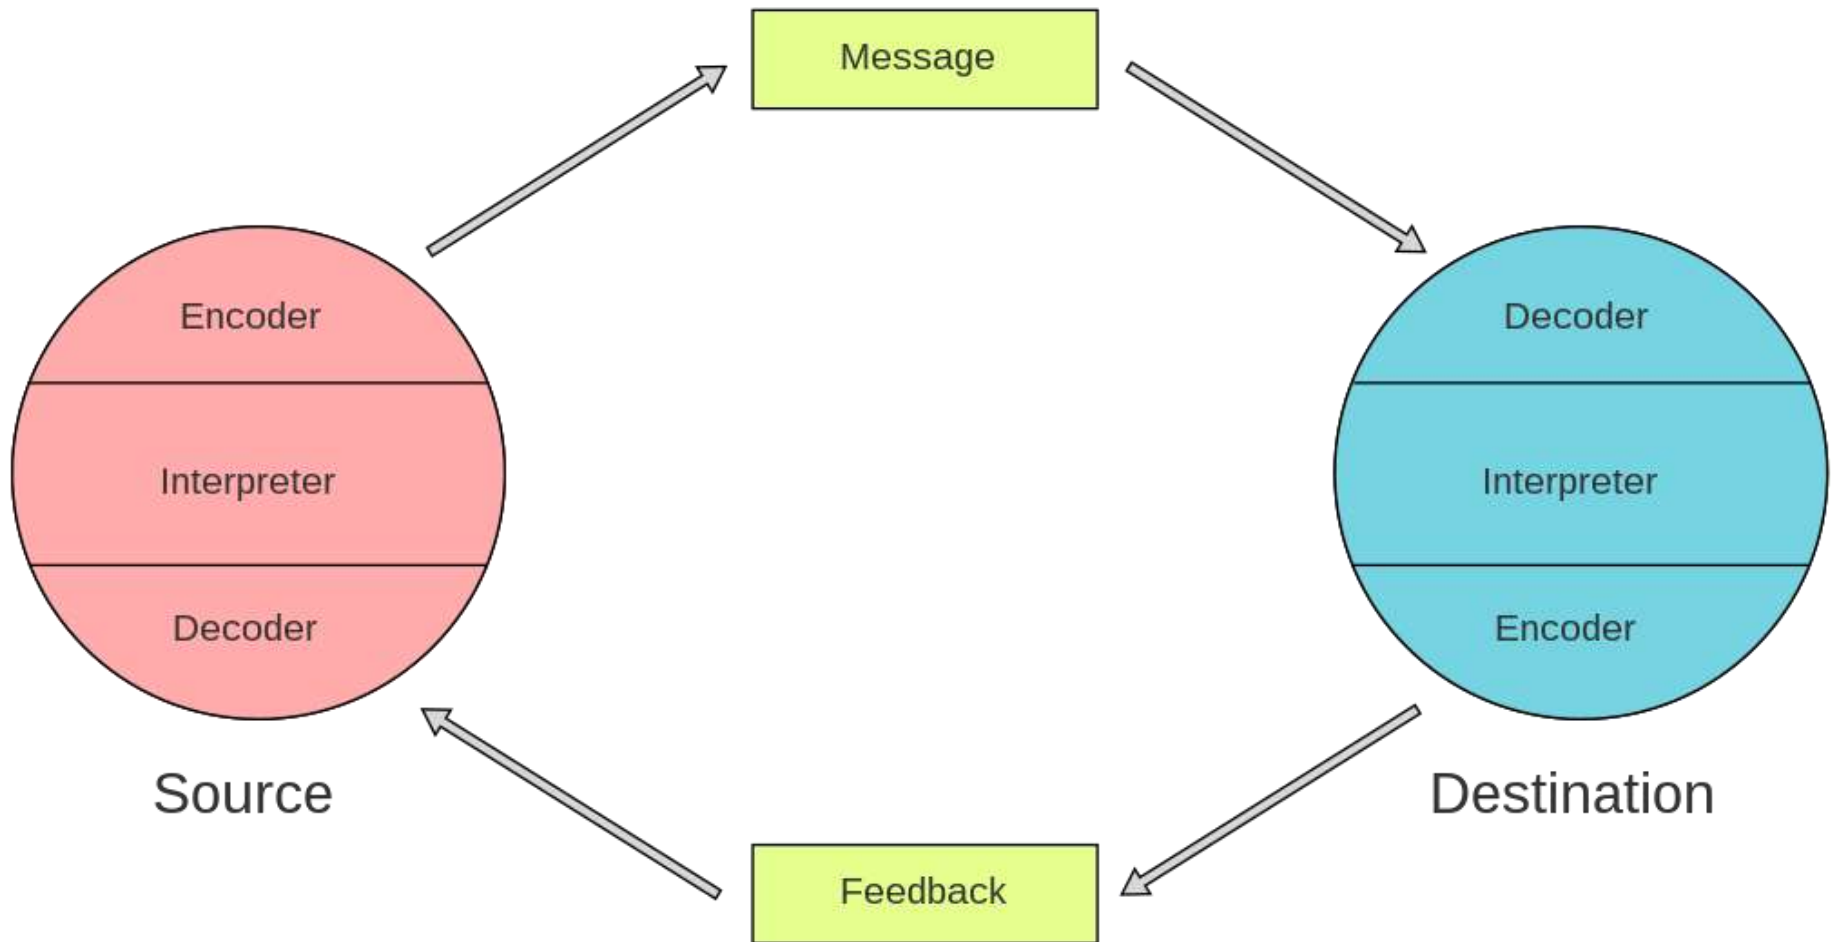 Message
Encoder
Interpreter
Decoder
Source
Decoder
Interpreter
Encoder
Destination
Feedback